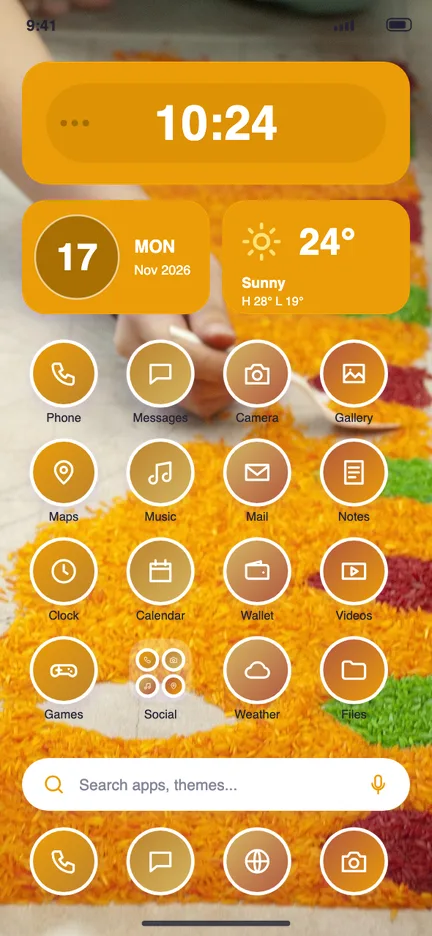 9:41
10:24
17
MON
Nov 2026
24°
Sunny
H 28° L 19°
Phone
Messages
Camera
Gallery
Maps
Music
Mail
Notes
Clock
Calendar
Wallet
Videos
Games
Social
Weather
Files
Search apps, themes...